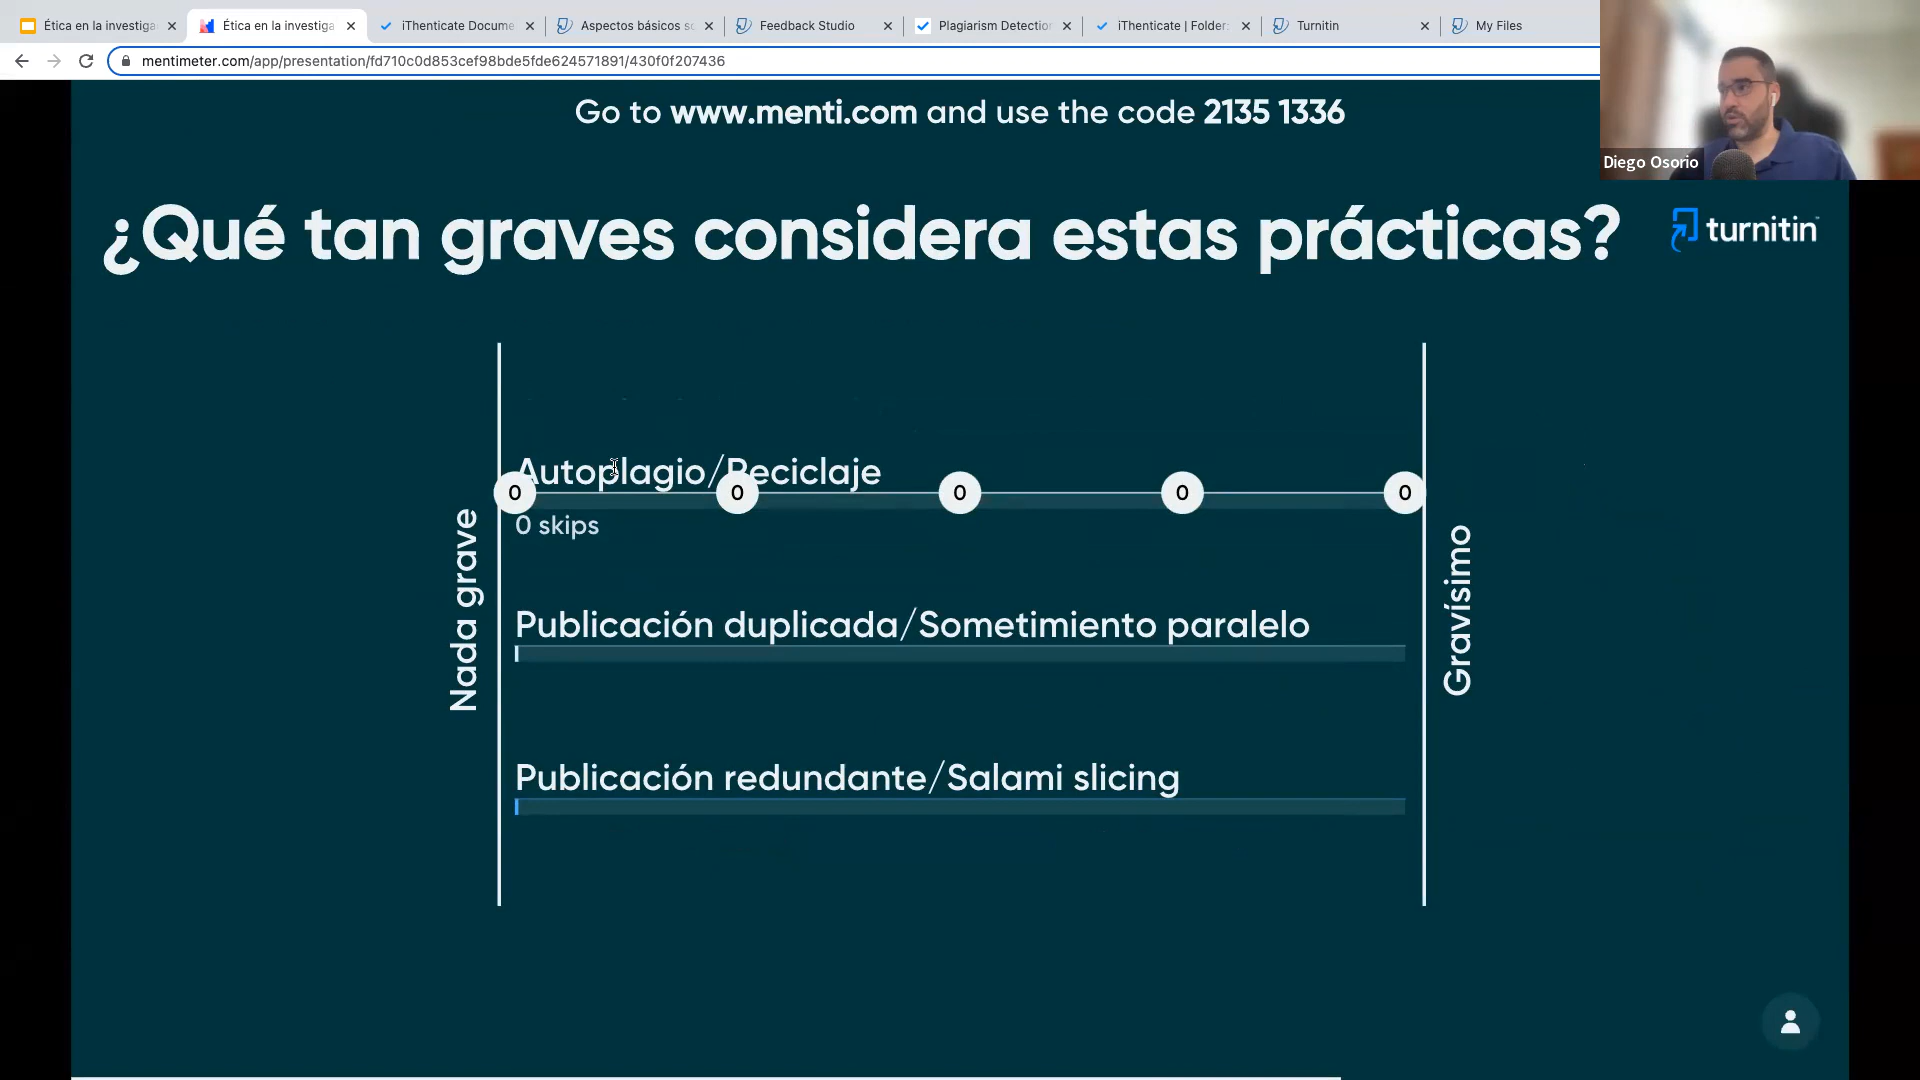 Ética en la investiga
Ética en la investiga
iThenticate Docume
Aspectos básicos so
Feedback Studio
Plagiarism Detection
iThenticate | Folder:
Turnitin
My Files
mentimeter.com/app/presentation/fd710c0d853cef98bde5fde624571891/430f0f207436
Go to www.menti.com and use the code 2135 1336
Diego Osorio
¿Qué tan graves considera estas prácticas?
turnitin
Nada grave
Autoplagio/Reciclaje
0 0 0 0 0
0 skips
Publicación duplicada/Sometimiento paralelo
Publicación redundante/Salami slicing
Gravísimo